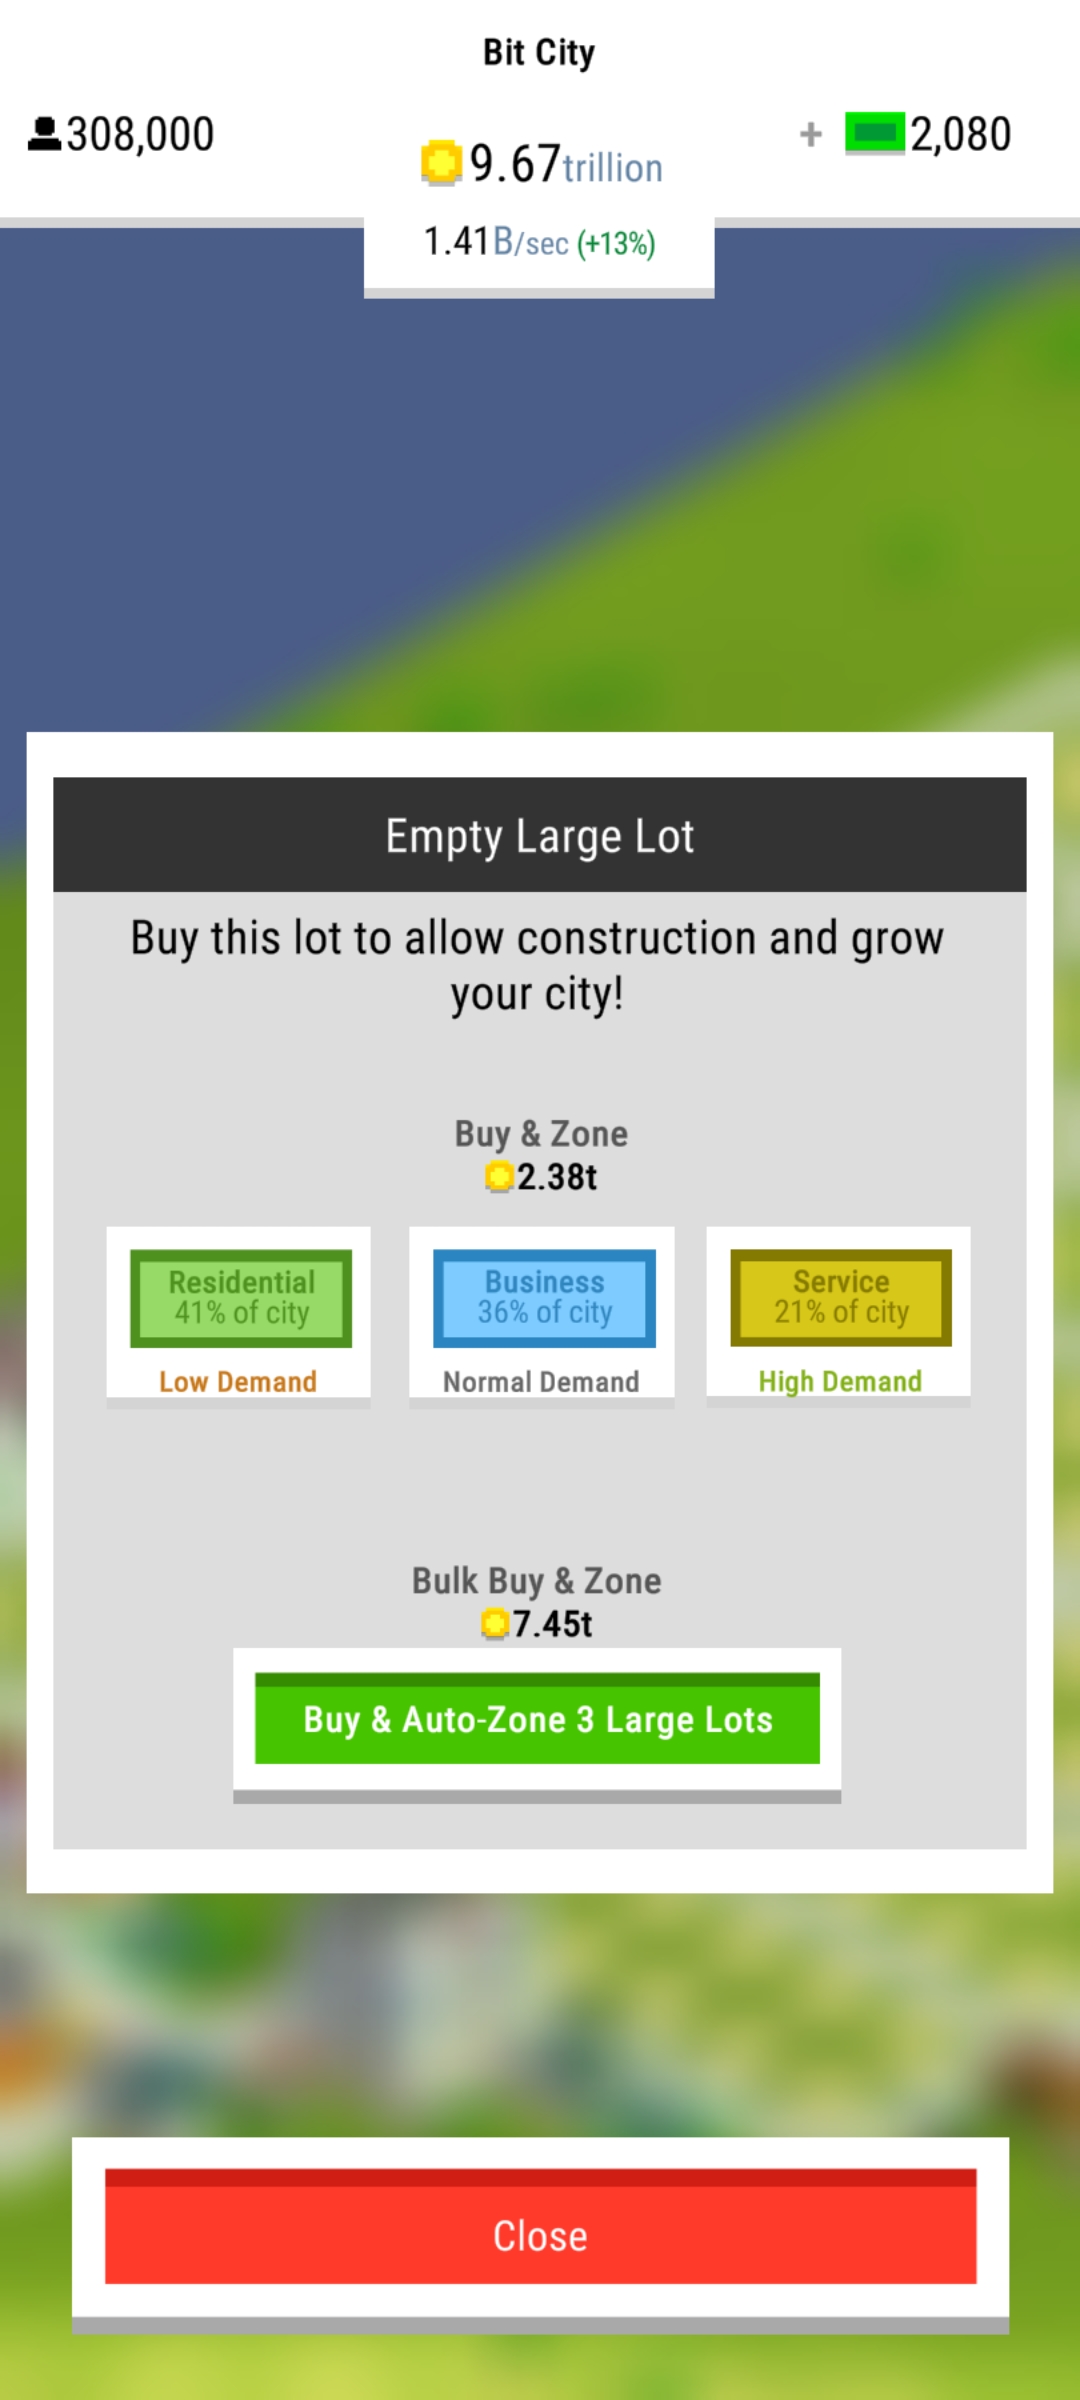 Bit City
308,000
9.67trillion
+ 2,080
1.41B/sec (+13%)
Empty Large Lot
Buy this lot to allow construction and grow
your city!
Buy & Zone
2.38t
Residential
41% of city
Low Demand
Business
36% of city
Normal Demand
Service
21% of city
High Demand
Bulk Buy & Zone
7.45t
Buy & Auto-Zone 3 Large Lots
Close